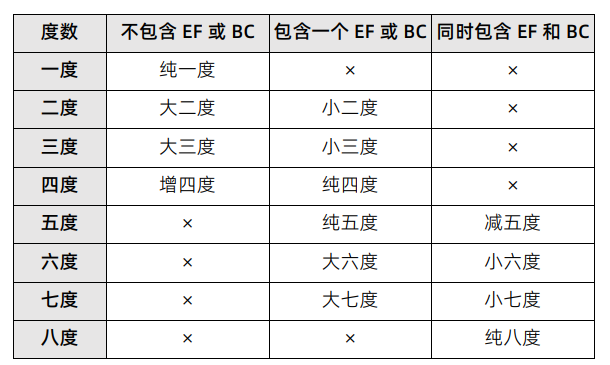 度数 不包含 EF 或 BC 包含一个 EF 或 BC 同时包含 EF 和 BC
一度 纯一度 × ×
二度 大二度 小二度 ×
三度 大三度 小三度 ×
四度 增四度 纯四度 ×
五度 × 纯五度 减五度
六度 × 大六度 小六度
七度 × 大七度 小七度
八度 × × 纯八度